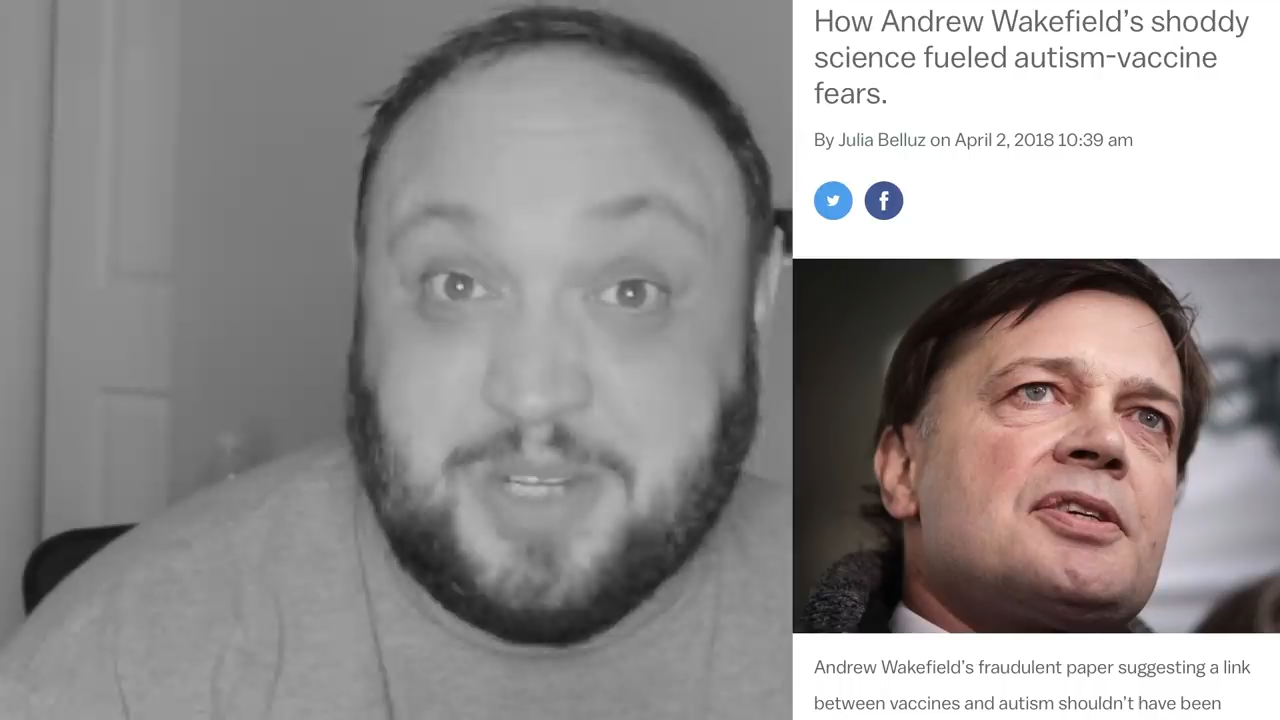 How Andrew Wakefield’s shoddy
science fueled autism-vaccine
fears.
By Julia Belluz on April 2, 2018 10:39 am
Andrew Wakefield’s fraudulent paper suggesting a link
between vaccines and autism shouldn’t have been